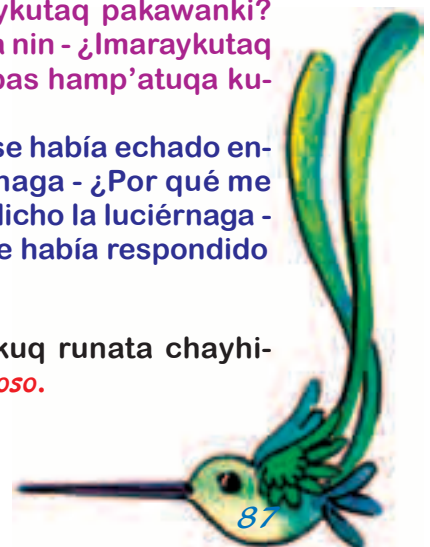 ykutaq pakawanki?
a nin - ¿Imaraykutaq
pas hamp’atuqa ku-
se había echado en-
naga - ¿Por qué me
dicho la luciérnaga -
e había respondido
kuq runata chayhi-
oso.
87